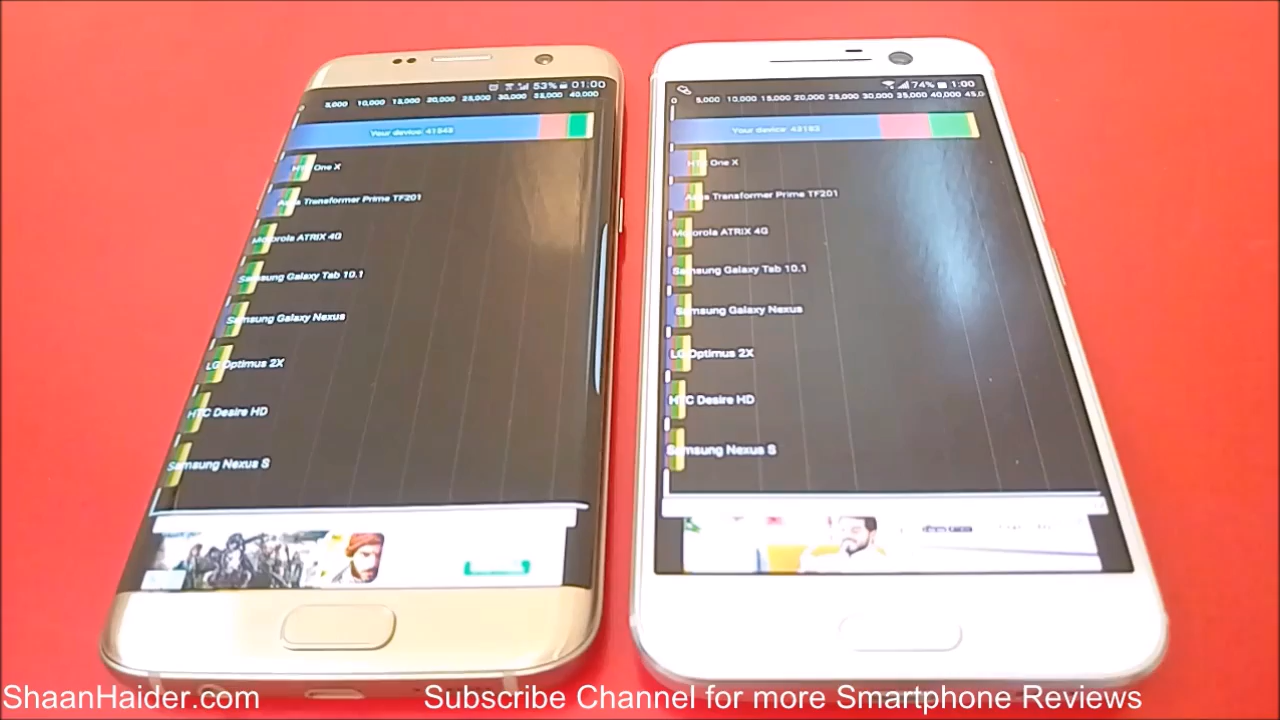 53% 01:00
0 5,000 10,000 15,000 20,000 25,000 30,000 35,000 40,000
Your device: 41843
HTC One X
Asus Transformer Prime TF201
Motorola ATRIX 4G
Samsung Galaxy Tab 10.1
Samsung Galaxy Nexus
LG Optimus 2X
HTC Desire HD
Samsung Nexus S
74% 1:00
0 5,000 10,000 15,000 20,000 25,000 30,000 35,000 40,000 45,0
Your device: 43183
HTC One X
Asus Transformer Prime TF201
Motorola ATRIX 4G
Samsung Galaxy Tab 10.1
Samsung Galaxy Nexus
LG Optimus 2X
HTC Desire HD
Samsung Nexus S
ShaanHaider.com
Subscribe Channel for more Smartphone Reviews